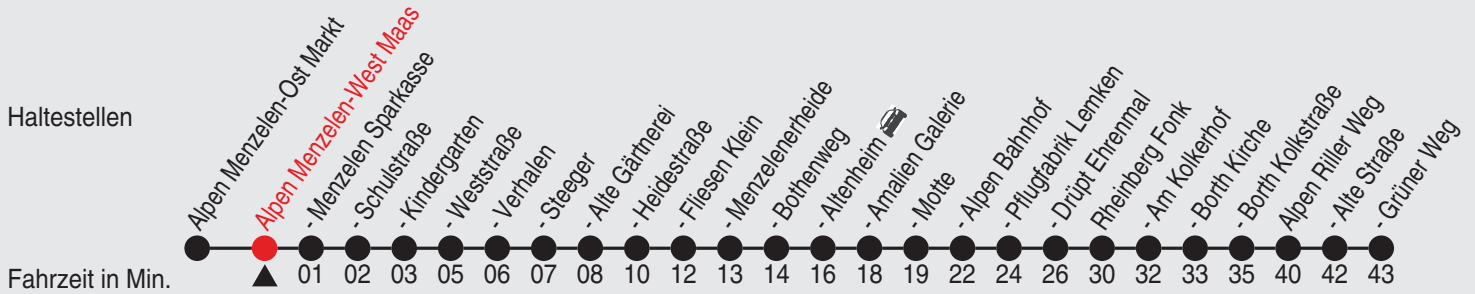 Haltestellen
Alpen Menzelen-Ost Markt
Alpen Menzelen-West Maas
- Menzelen Sparkasse
- Schulstraße
- Kindergarten
- Weststraße
- Verhalen
- Steeger
- Alte Gärtnerei
- Heidestraße
- Fliesen Klein
- Menzelenerheide
- Bothenweg
- Altenheim
- Amalien Galerie
- Motte
- Alpen Bahnhof
- Pflugfabrik Lemken
- Drüpt Ehrenmal
Rheinberg Fonk
- Am Kolkerhof
- Borth Kirche
- Borth Kolkstraße
Alpen Riller Weg
- Alte Straße
- Grüner Weg
Fahrzeit in Min. 01 02 03 05 06 07 08 10 12 13 14 16 18 19 22 24 26 30 32 33 35 40 42 43